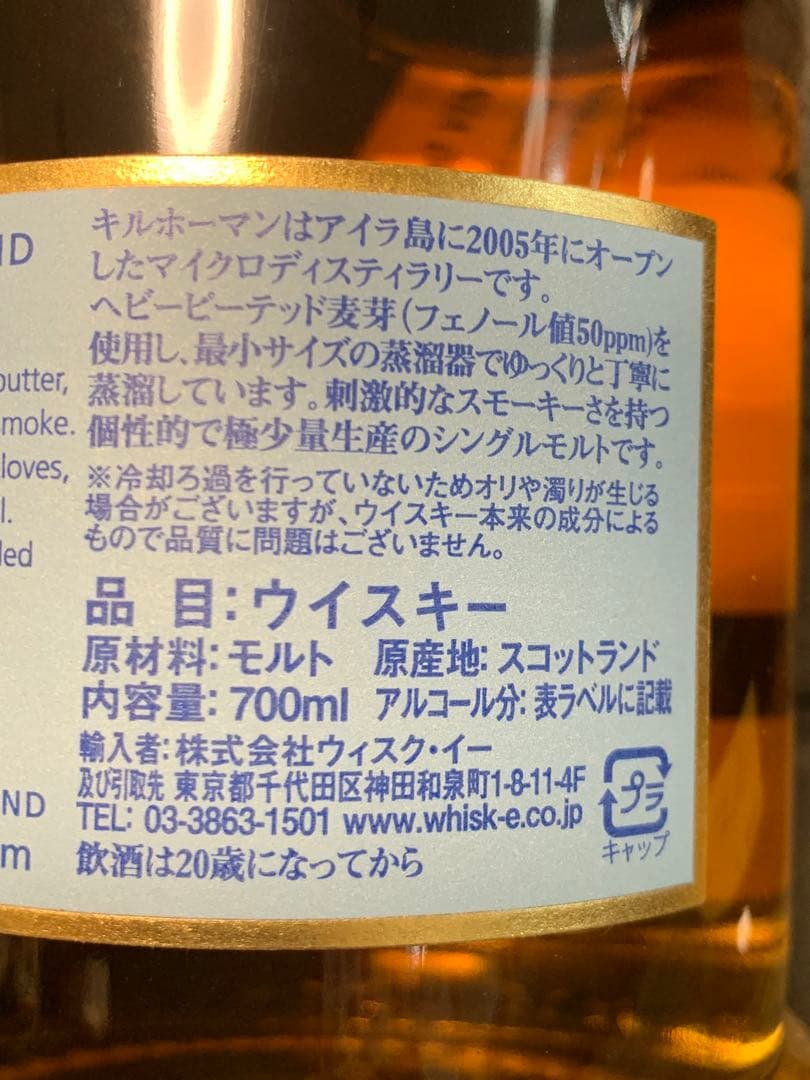 キルホーマンはアイラ島に2005年にオープン
したマイクロディスティラリーです。
ヘビーピーテッド麦芽(フェノール値50ppm)を
使用し、最小サイズの蒸溜器でゆっくりと丁寧に
蒸溜しています。刺激的なスモーキーさを持つ
個性的で極少量生産のシングルモルトです。
※冷却ろ過を行っていないためオリや濁りが生じる
場合がございますが、ウイスキー本来の成分による
もので品質に問題はございません。
品 目:ウイスキー
原材料:モルト 原産地:スコットランド
内容量:700ml アルコール分:表ラベルに記載
輸入者:株式会社ウィスク・イー
及び引取先 東京都千代田区神田和泉町1-8-11-4F
TEL: 03-3863-1501 www.whisk-e.co.jp
飲酒は20歳になってから
プラ
キャップ